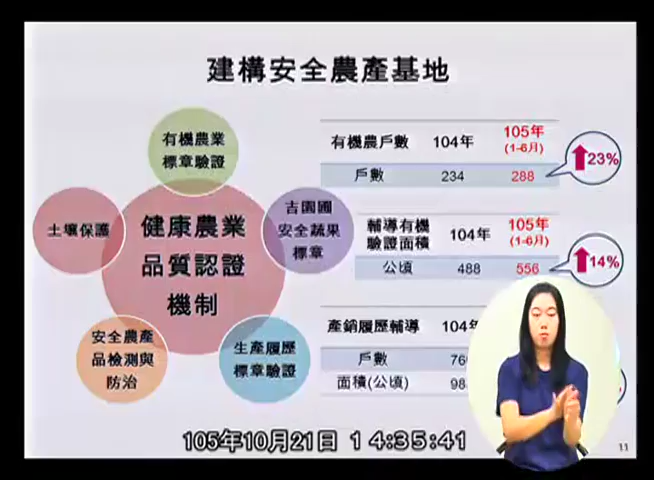 建構安全農產基地
有機農業
標章驗證
土壤保護
健康農業
品質認證
機制
吉園圃
安全蔬果
標章
安全農產
品檢測與
防治
生產履歷
標章驗證
有機農戶數 104年 105年
(1-6月)
戶數 234 288
23%
輔導有機
驗證面積 104年 105年
(1-6月)
公頃 488 556
14%
產銷履歷輔導 104
戶數
面積(公頃)
105年10月21日 14:35:41
11